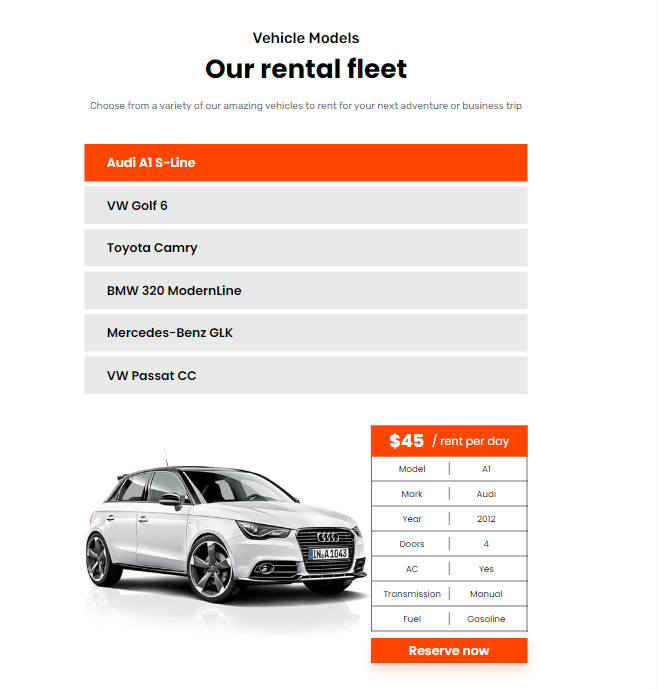 Vehicle Models
Our rental fleet
Choose from a variety of our amazing vehicles to rent for your next adventure or business trip
Audi A1 S-Line
VW Golf 6
Toyota Camry
BMW 320 ModernLine
Mercedes-Benz GLK
VW Passat CC
$45 / rent per day
Model | A1
Mark | Audi
Year | 2012
Doors | 4
AC | Yes
Transmission | Manual
Fuel | Gasoline
IN A 1043
Reserve now